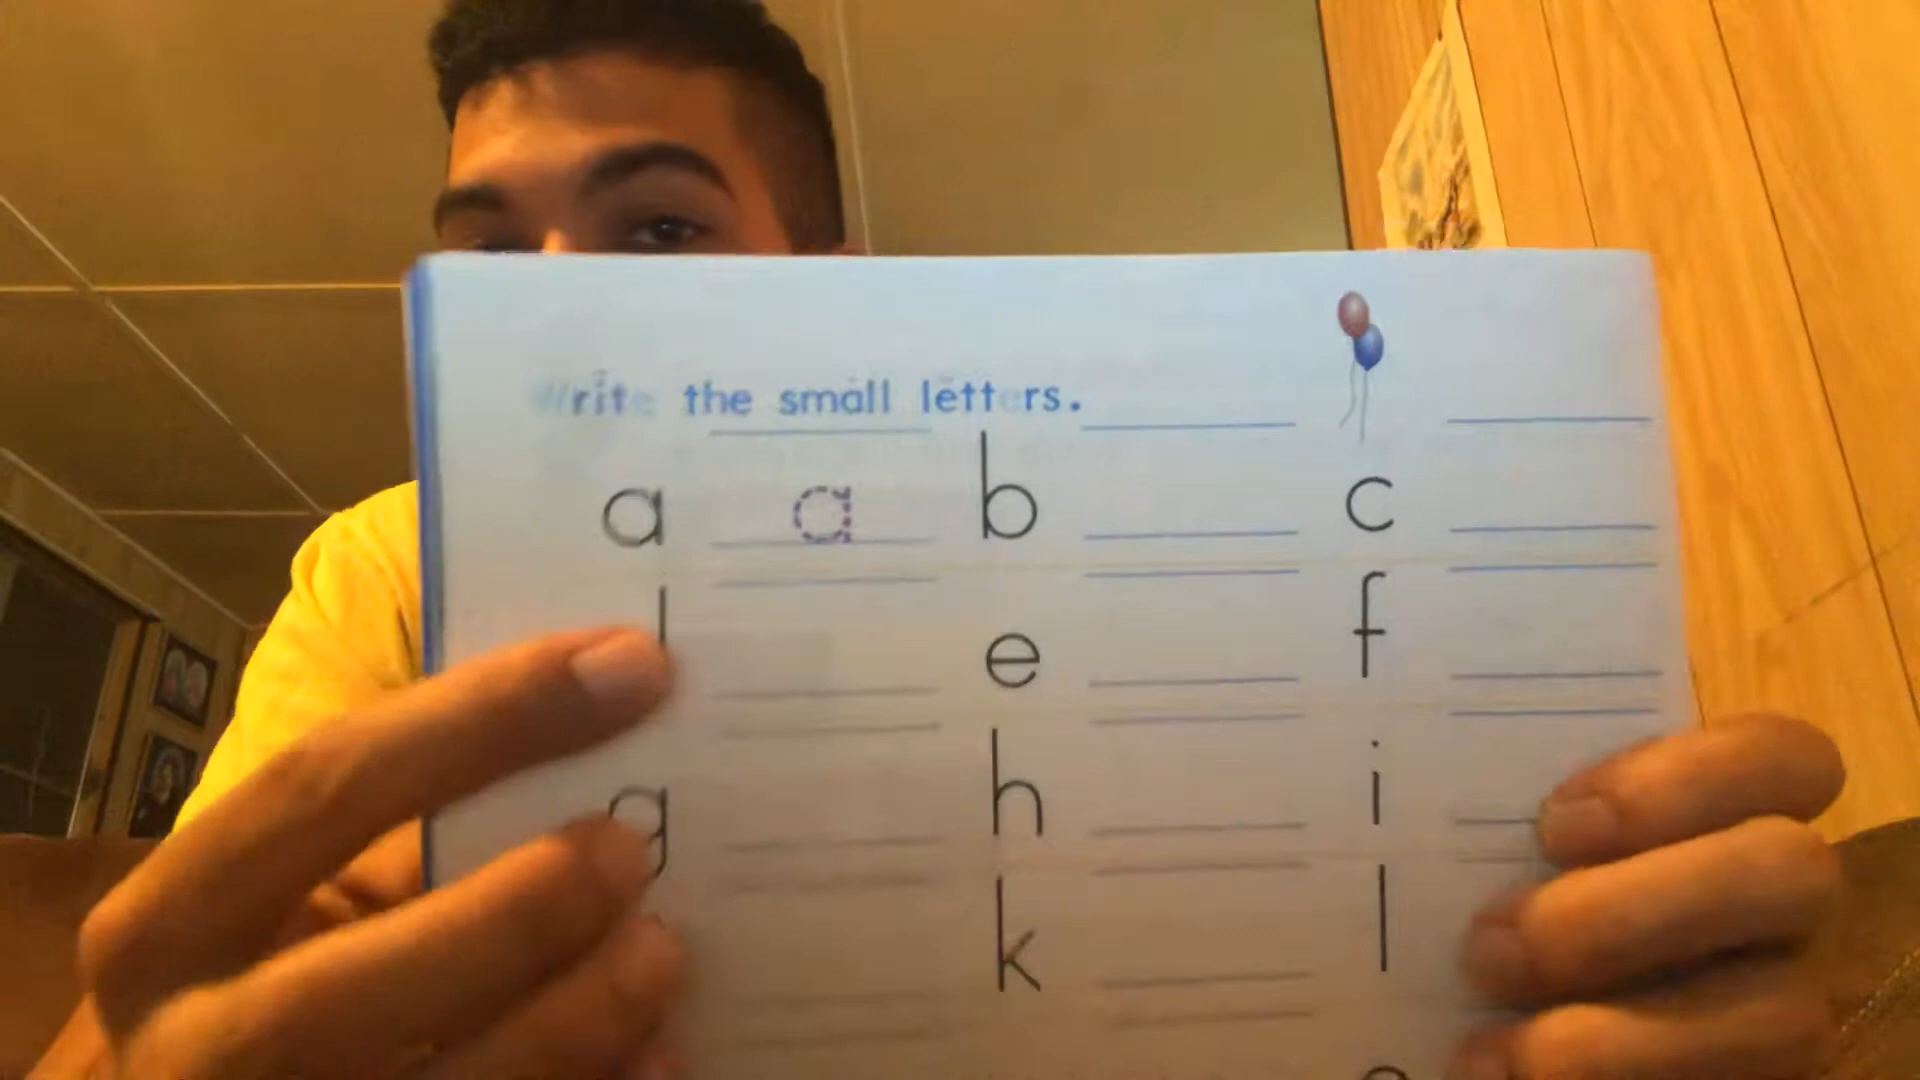 Write the small letters.
a a b c
e f
g h i
k l